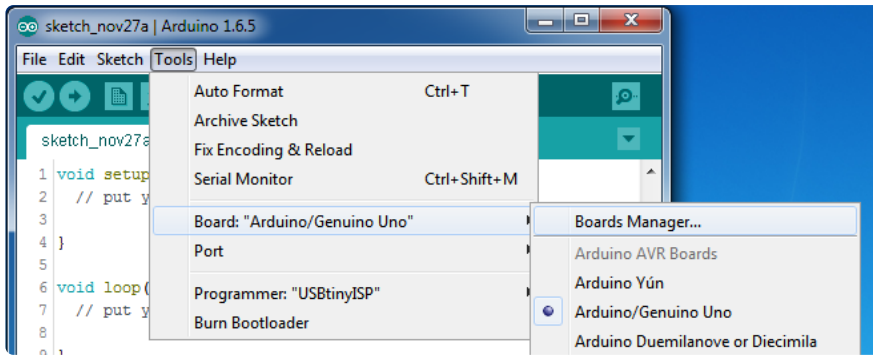 sketch_nov27a | Arduino 1.6.5
File Edit Sketch Tools Help
sketch_nov27a
1 void setup
2 // put y
3
4 }
5
6 void loop(
7 // put y
8
9 }
Auto Format Ctrl+T
Archive Sketch
Fix Encoding & Reload
Serial Monitor Ctrl+Shift+M
Board: "Arduino/Genuino Uno"
Port
Programmer: "USBtinyISP"
Burn Bootloader
Boards Manager...
Arduino AVR Boards
Arduino Yún
Arduino/Genuino Uno
Arduino Duemilanove or Diecimila